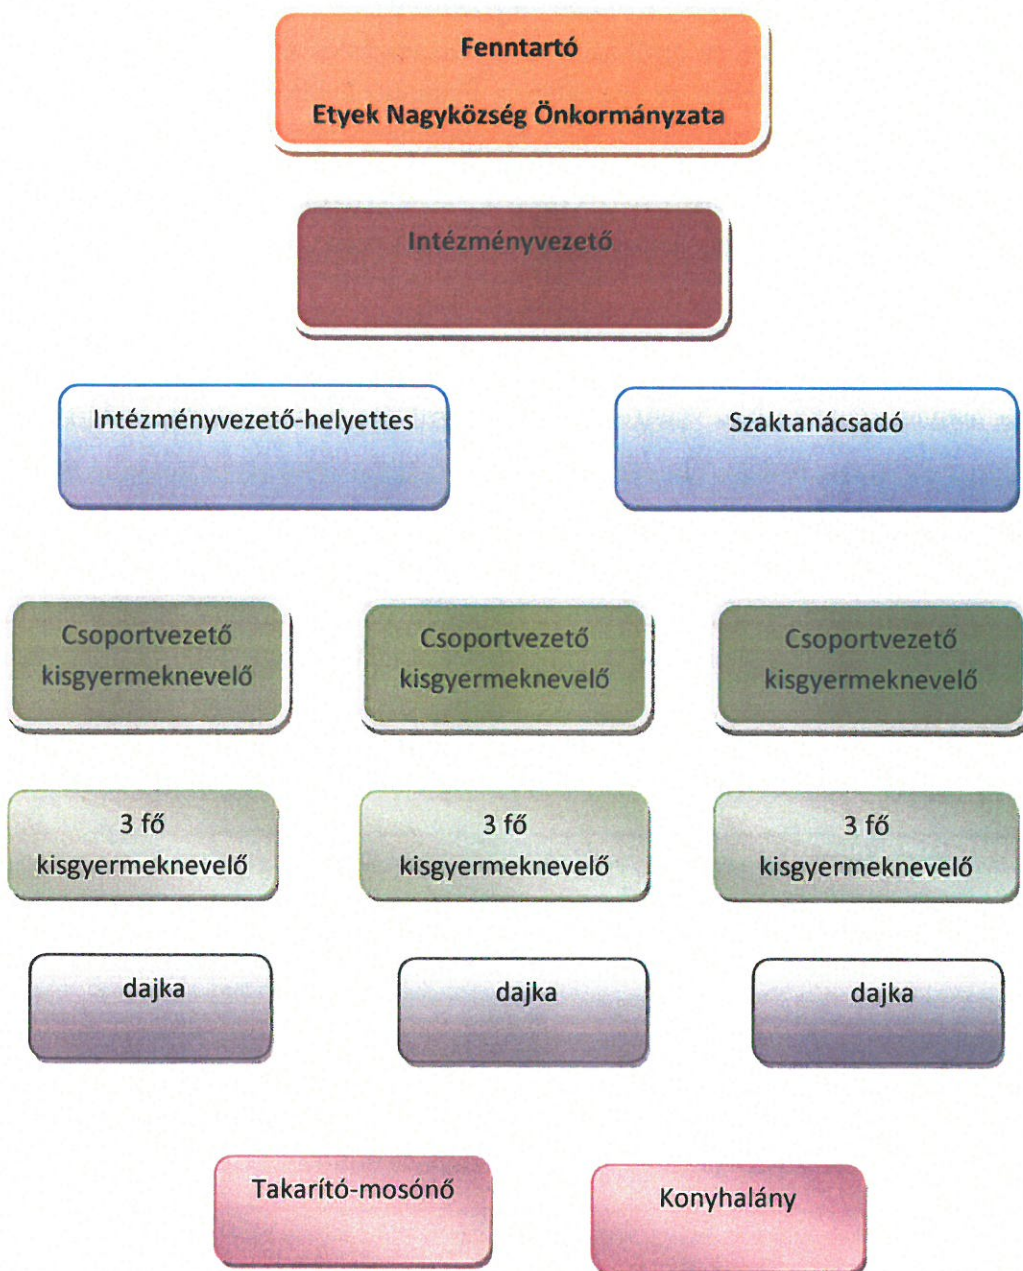 Fenntartó
Etyek Nagyközség Önkormányzata
Intézményvezető
Intézményvezető-helyettes
Szaktanácsadó
Csoportvezető
kisgyermeknevelő
Csoportvezető
kisgyermeknevelő
Csoportvezető
kisgyermeknevelő
3 fő
kisgyermeknevelő
3 fő
kisgyermeknevelő
3 fő
kisgyermeknevelő
dajka
dajka
dajka
Takarító-mosónő
Konyhalány